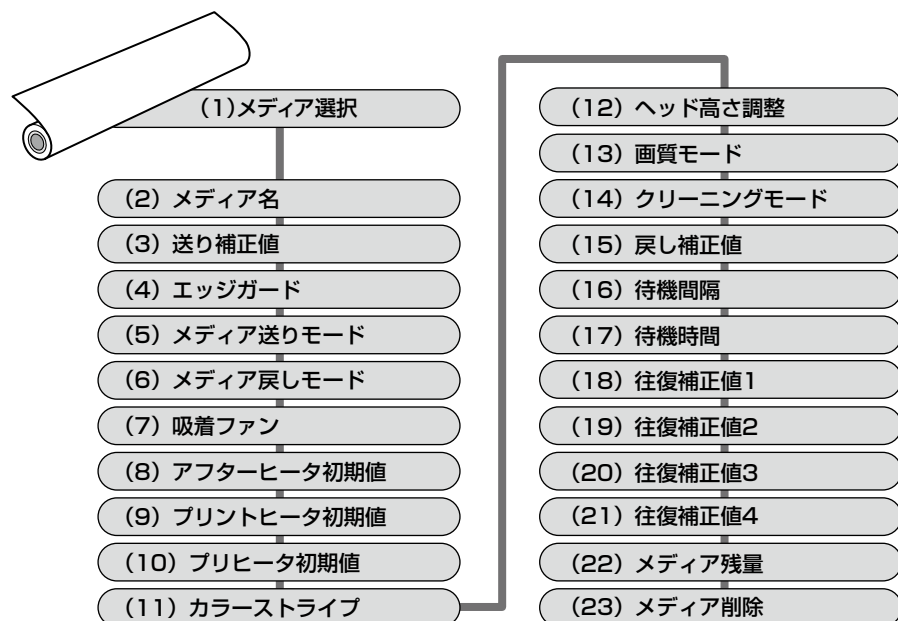 (1)メディア選択
(2) メディア名
(3) 送り補正値
(4) エッジガード
(5) メディア送りモード
(6) メディア戻しモード
(7) 吸着ファン
(8) アフターヒータ初期値
(9) プリントヒータ初期値
(10) プリヒータ初期値
(11) カラーストライプ
(12) ヘッド高さ調整
(13) 画質モード
(14) クリーニングモード
(15) 戻し補正値
(16) 待機間隔
(17) 待機時間
(18) 往復補正値1
(19) 往復補正値2
(20) 往復補正値3
(21) 往復補正値4
(22) メディア残量
(23) メディア削除